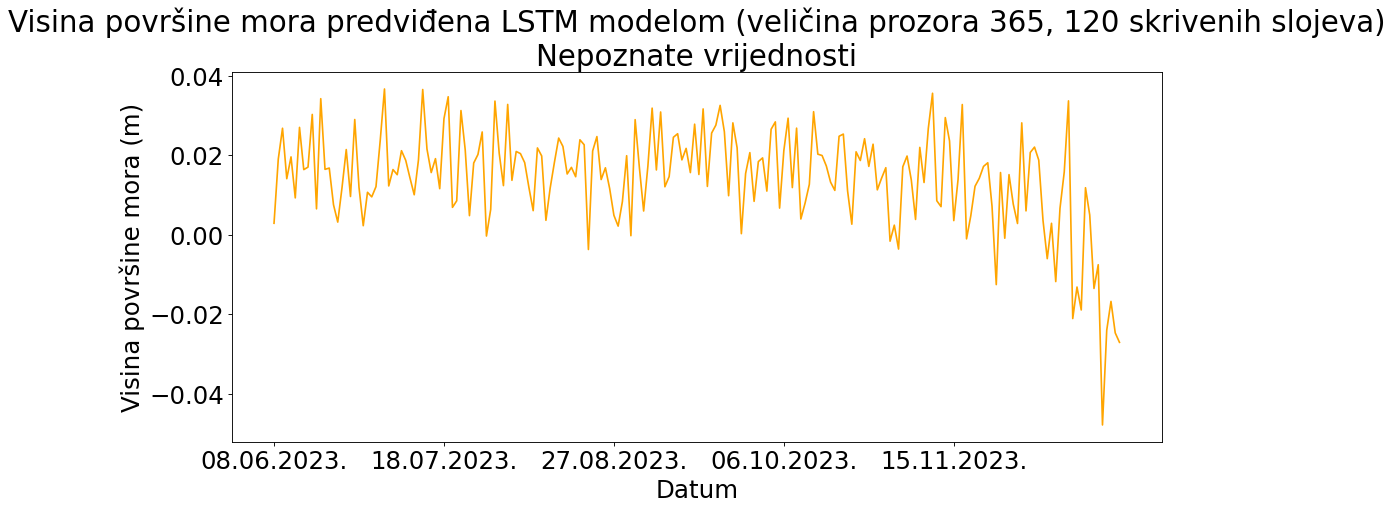 Visina površine mora predviđena LSTM modelom (veličina prozora 365, 120 skrivenih slojeva)
Nepoznate vrijednosti
Visina površine mora (m)
0.04
0.02
0.00
−0.02
−0.04
08.06.2023. 18.07.2023. 27.08.2023. 06.10.2023. 15.11.2023.
Datum